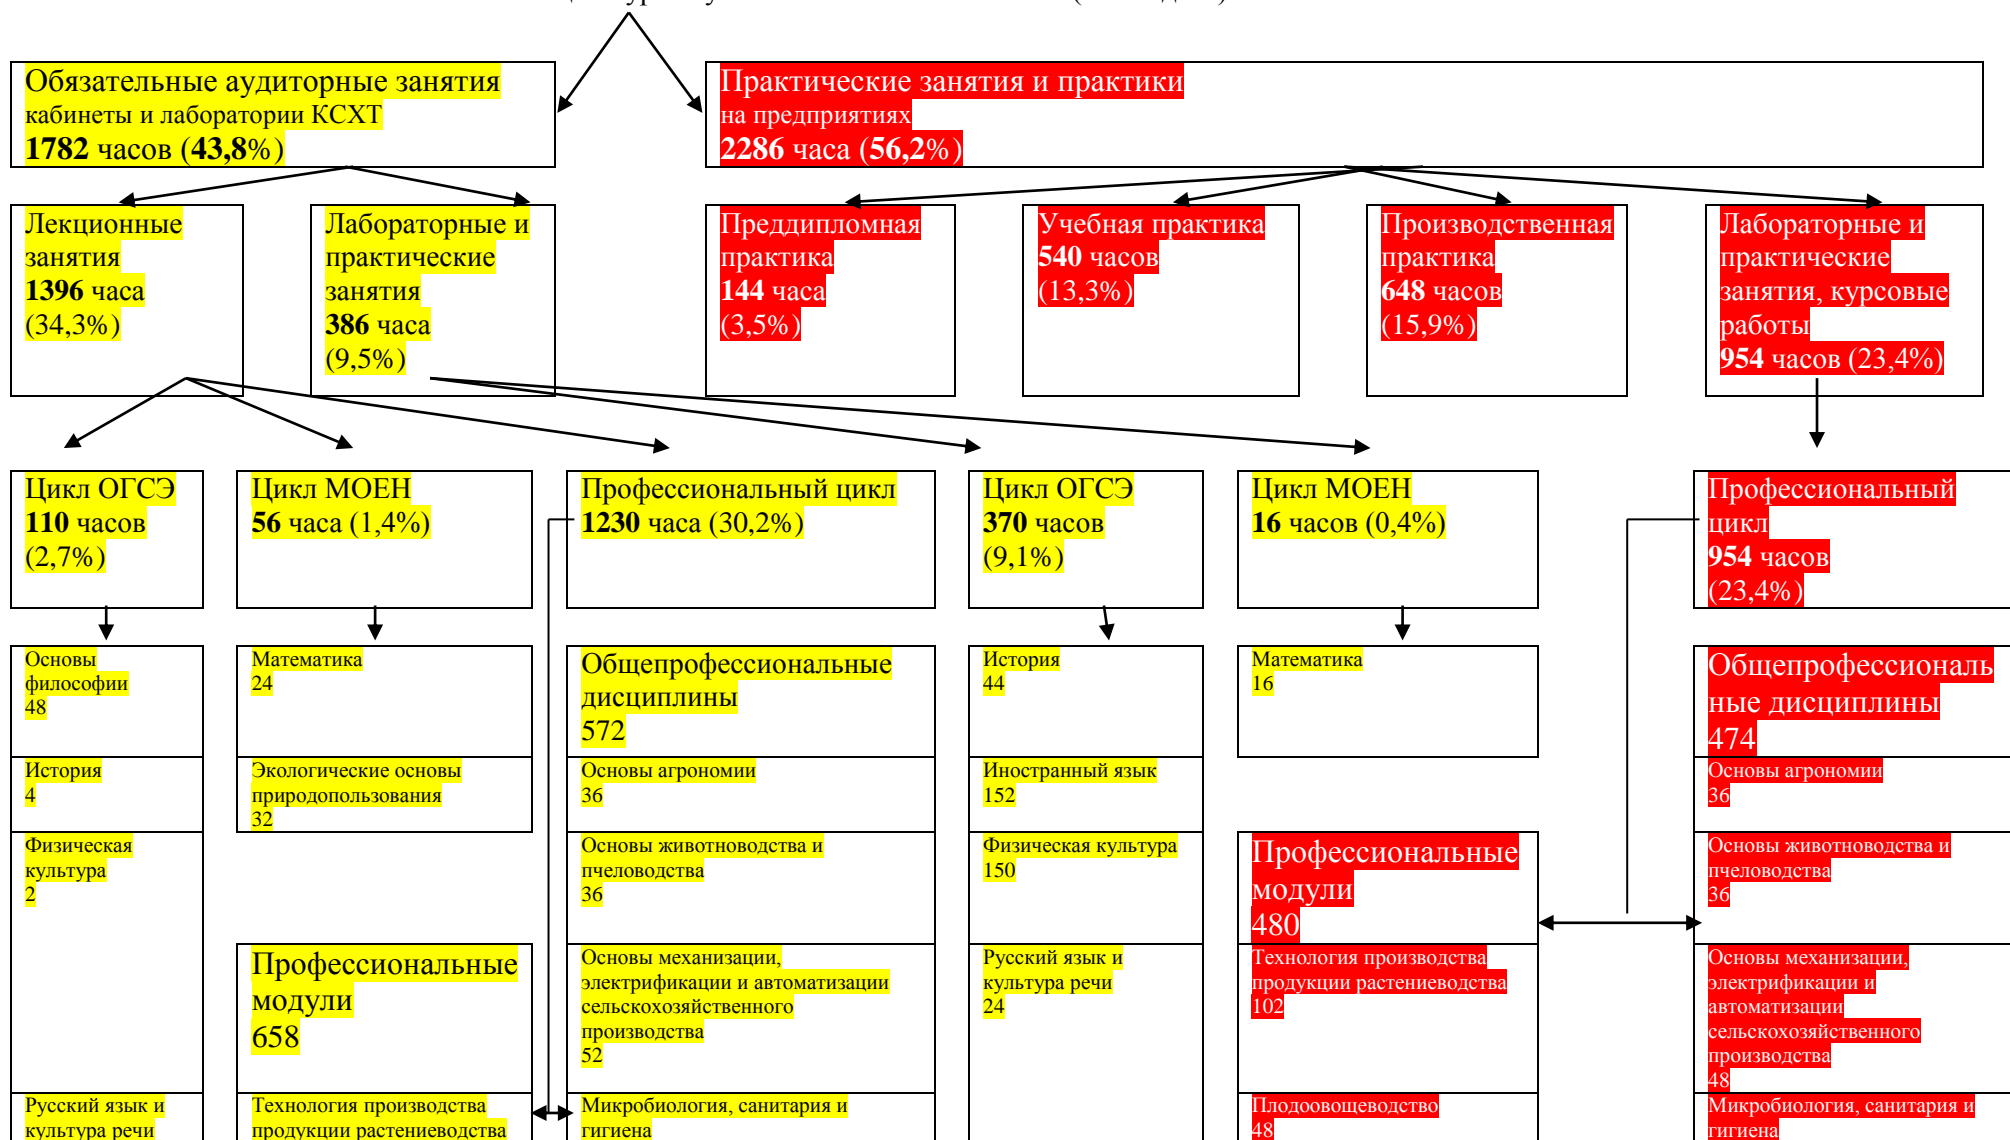 Обязательные аудиторные занятия
кабинеты и лаборатории КСХТ
1782 часов (43,8%)
Практические занятия и практики
на предприятиях
2286 часа (56,2%)
Лекционные
занятия
1396 часа
(34,3%)
Лабораторные и
практические
занятия
386 часа
(9,5%)
Преддипломная
практика
144 часа
(3,5%)
Учебная практика
540 часов
(13,3%)
Производственная
практика
648 часов
(15,9%)
Лабораторные и
практические
занятия, курсовые
работы
954 часов (23,4%)
Цикл ОГСЭ
110 часов
(2,7%)
Цикл МОЕН
56 часа (1,4%)
Профессиональный цикл
1230 часа (30,2%)
Цикл ОГСЭ
370 часов
(9,1%)
Цикл МОЕН
16 часов (0,4%)
Профессиональный
цикл
954 часов
(23,4%)
Основы
философии
48
История
4
Физическая
культура
2
Русский язык и
культура речи
Математика
24
Экологические основы
природопользования
32
Профессиональные
модули
658
Технология производства
продукции растениеводства
Общепрофессиональные
дисциплины
572
Основы агрономии
36
Основы животноводства и
пчеловодства
36
Основы механизации,
электрификации и автоматизации
сельскохозяйственного
производства
52
Микробиология, санитария и
гигиена
История
44
Иностранный язык
152
Физическая культура
150
Русский язык и
культура речи
24
Математика
16
Профессиональные
модули
480
Технология производства
продукции растениеводства
102
Плодоовощеводство
48
Общепрофессиональ
ные дисциплины
474
Основы агрономии
36
Основы животноводства и
пчеловодства
36
Основы механизации,
электрификации и
автоматизации
сельскохозяйственного
производства
48
Микробиология, санитария и
гигиена